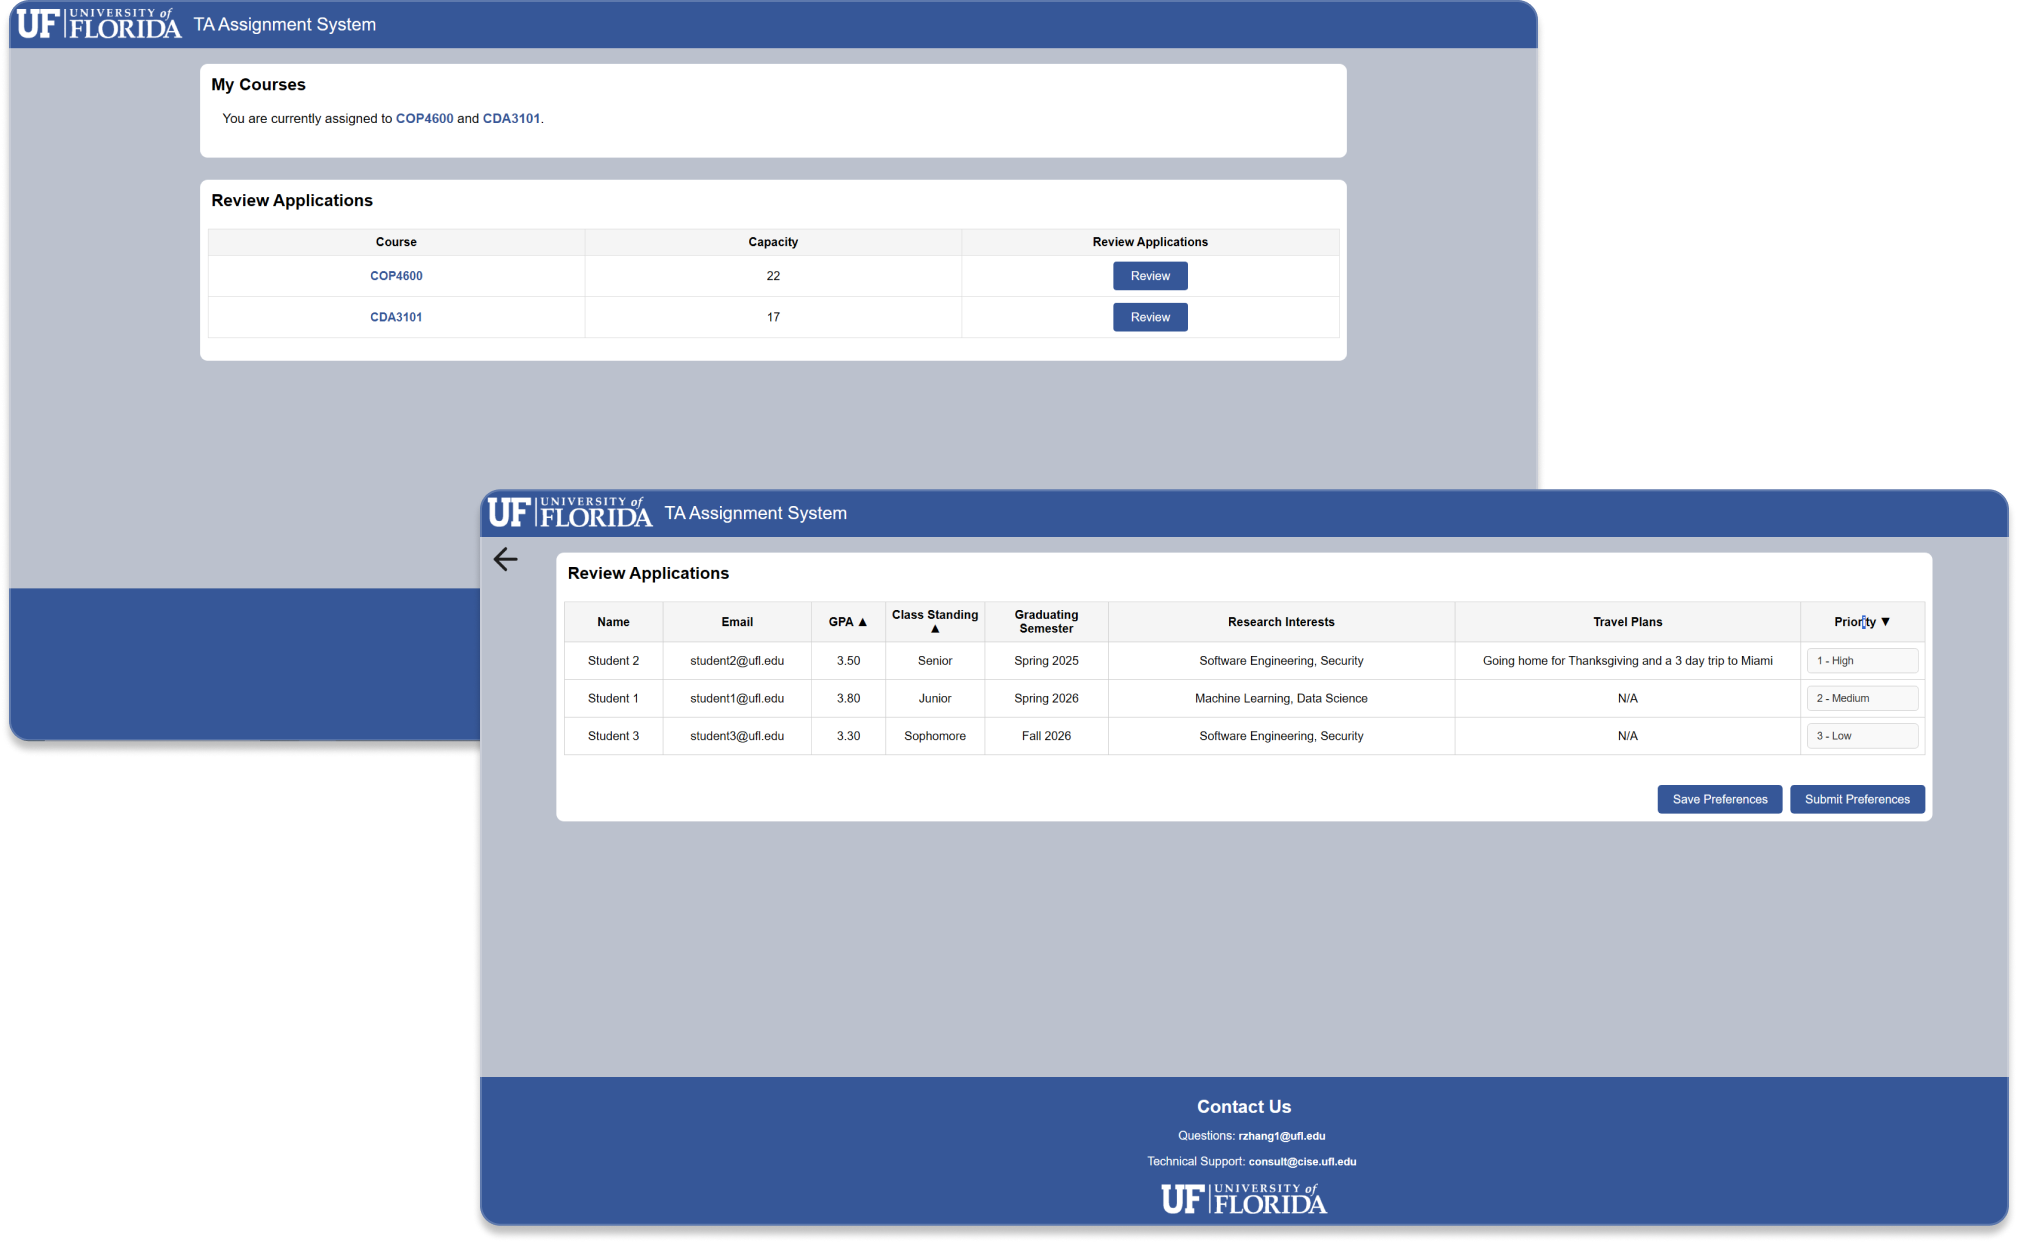 UF UNIVERSITY of FLORIDA TA Assignment System
My Courses
You are currently assigned to COP4600 and CDA3101.
Review Applications
Course Capacity Review Applications
COP4600 22 Review
CDA3101 17 Review
UF UNIVERSITY of FLORIDA TA Assignment System
Review Applications
Name Email GPA ▲ Class Standing ▲ Graduating Semester Research Interests Travel Plans Priority ▼
Student 2 student2@ufl.edu 3.50 Senior Spring 2025 Software Engineering, Security Going home for Thanksgiving and a 3 day trip to Miami 1 - High
Student 1 student1@ufl.edu 3.80 Junior Spring 2026 Machine Learning, Data Science N/A 2 - Medium
Student 3 student3@ufl.edu 3.30 Sophomore Fall 2026 Software Engineering, Security N/A 3 - Low
Save Preferences Submit Preferences
Contact Us
Questions: rzhang1@ufl.edu
Technical Support: consult@cise.ufl.edu
UF UNIVERSITY of FLORIDA